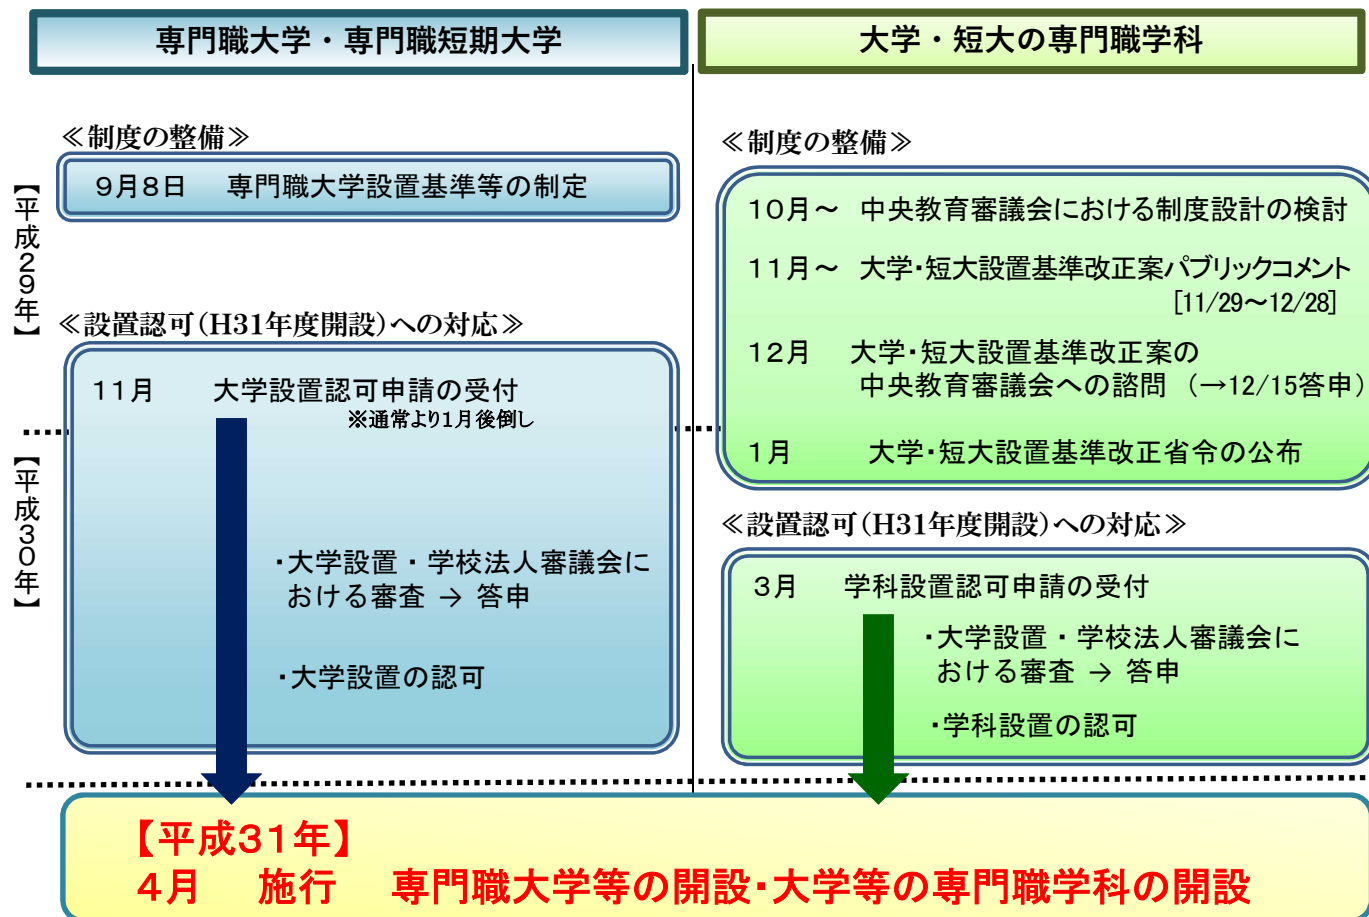 専門職大学・専門職短期大学
≪制度の整備≫
【平成29年】
9月8日 専門職大学設置基準等の制定
≪設置認可(H31年度開設)への対応≫
11月 大学設置認可申請の受付
※通常より1月後倒し
【平成30年】
・大学設置・学校法人審議会に
おける審査 → 答申
・大学設置の認可
大学・短大の専門職学科
≪制度の整備≫
10月～ 中央教育審議会における制度設計の検討
11月～ 大学・短大設置基準改正案パブリックコメント
[11/29～12/28]
12月 大学・短大設置基準改正案の
中央教育審議会への諮問 (→12/15答申)
1月 大学・短大設置基準改正省令の公布
≪設置認可(H31年度開設)への対応≫
3月 学科設置認可申請の受付
・大学設置・学校法人審議会に
おける審査 → 答申
・学科設置の認可
【平成31年】
4月 施行 専門職大学等の開設・大学等の専門職学科の開設